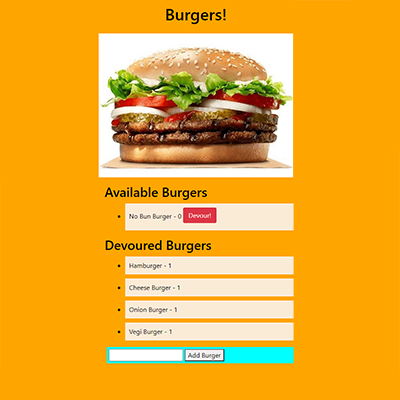 Burgers!
Available Burgers
No Bun Burger - 0 Devour!
Devoured Burgers
Hamburger - 1
Cheese Burger - 1
Onion Burger - 1
Vegi Burger - 1
Add Burger